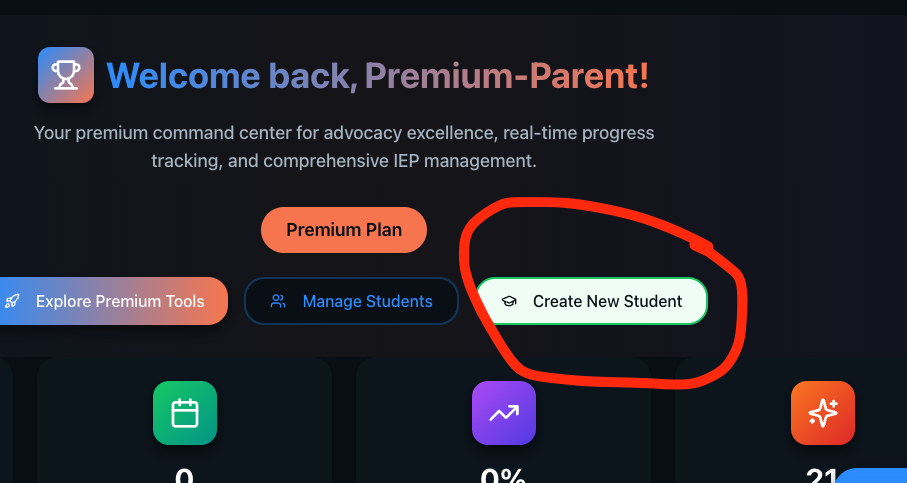 Welcome back, Premium-Parent!
Your premium command center for advocacy excellence, real-time progress
tracking, and comprehensive IEP management.
Premium Plan
Explore Premium Tools
Manage Students
Create New Student
0
0%
21